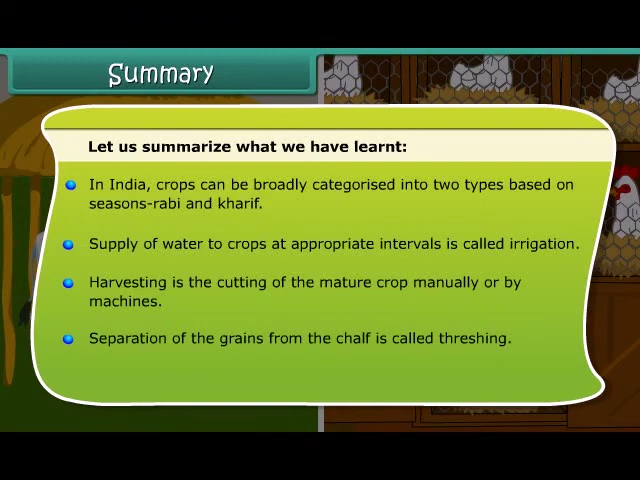 Summary
Let us summarize what we have learnt:
In India, crops can be broadly categorised into two types based on
seasons-rabi and kharif.
Supply of water to crops at appropriate intervals is called irrigation.
Harvesting is the cutting of the mature crop manually or by
machines.
Separation of the grains from the chalf is called threshing.